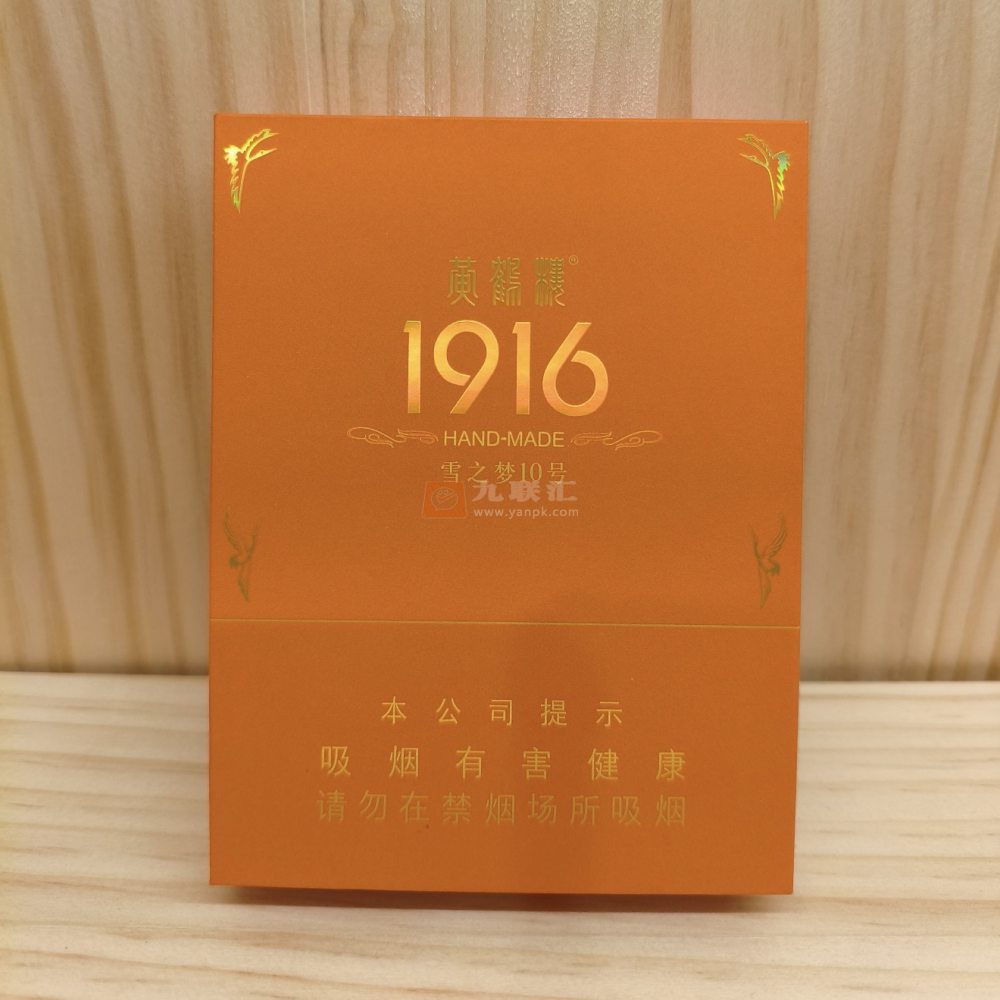 黄鹤楼®
1916
HAND-MADE
雪之梦10号
九联汇
www.yanpk.com
本公司提示
吸烟有害健康
请勿在禁烟场所吸烟